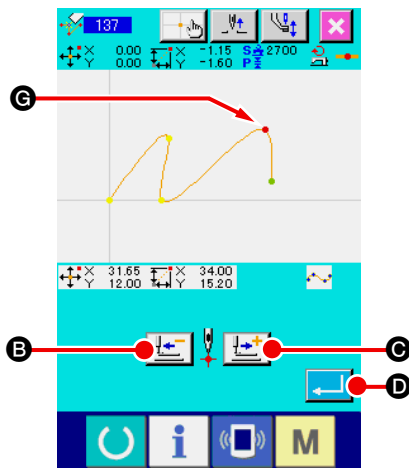 137
X 0.00 X -1.15 S 2700
Y 0.00 Y -1.60 P
G
X 31.65 X 34.00
Y 12.00 Y 15.20
B C
D
i M